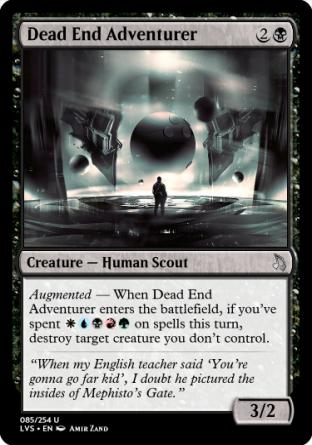 Dead End Adventurer 2
Creature — Human Scout
Augmented — When Dead End
Adventurer enters the battlefield, if you've
spent on spells this turn,
destroy target creature you don't control.
"When my English teacher said 'You're
gonna go far kid', I doubt he pictured the
insides of Mephisto's Gate."
085/254 U
LVS • EN Amir Zand
3/2